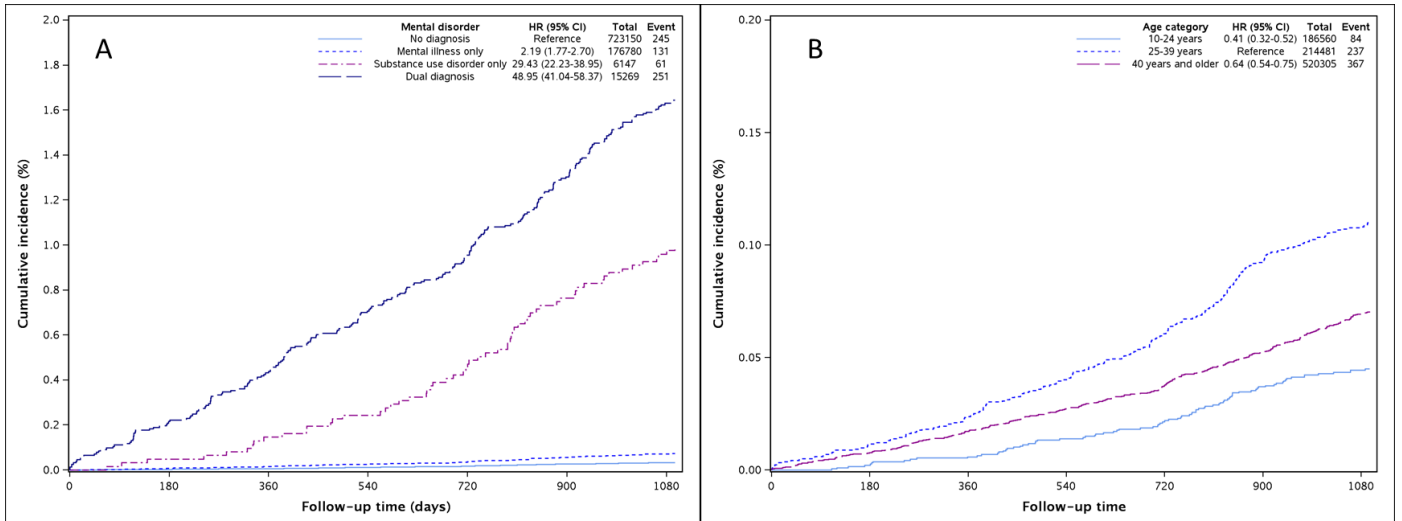 A
Mental disorder HR (95% CI) Total Event
No diagnosis Reference 723150 245
Mental illness only 2.19 (1.77-2.70) 176780 131
Substance use disorder only 29.43 (22.23-38.95) 6147 61
Dual diagnosis 48.95 (41.04-58.37) 15269 251
Cumulative incidence (%)
2.0
1.8
1.6
1.4
1.2
1.0
0.8
0.6
0.4
0.2
0.0
0 180 360 540 720 900 1080
Follow-up time (days)
B
Age category HR (95% CI) Total Event
10-24 years 0.41 (0.32-0.52) 186560 84
25-39 years Reference 214481 237
40 years and older 0.64 (0.54-0.75) 520305 367
Cumulative incidence (%)
0.20
0.15
0.10
0.05
0.00
0 180 360 540 720 900 1080
Follow-up time